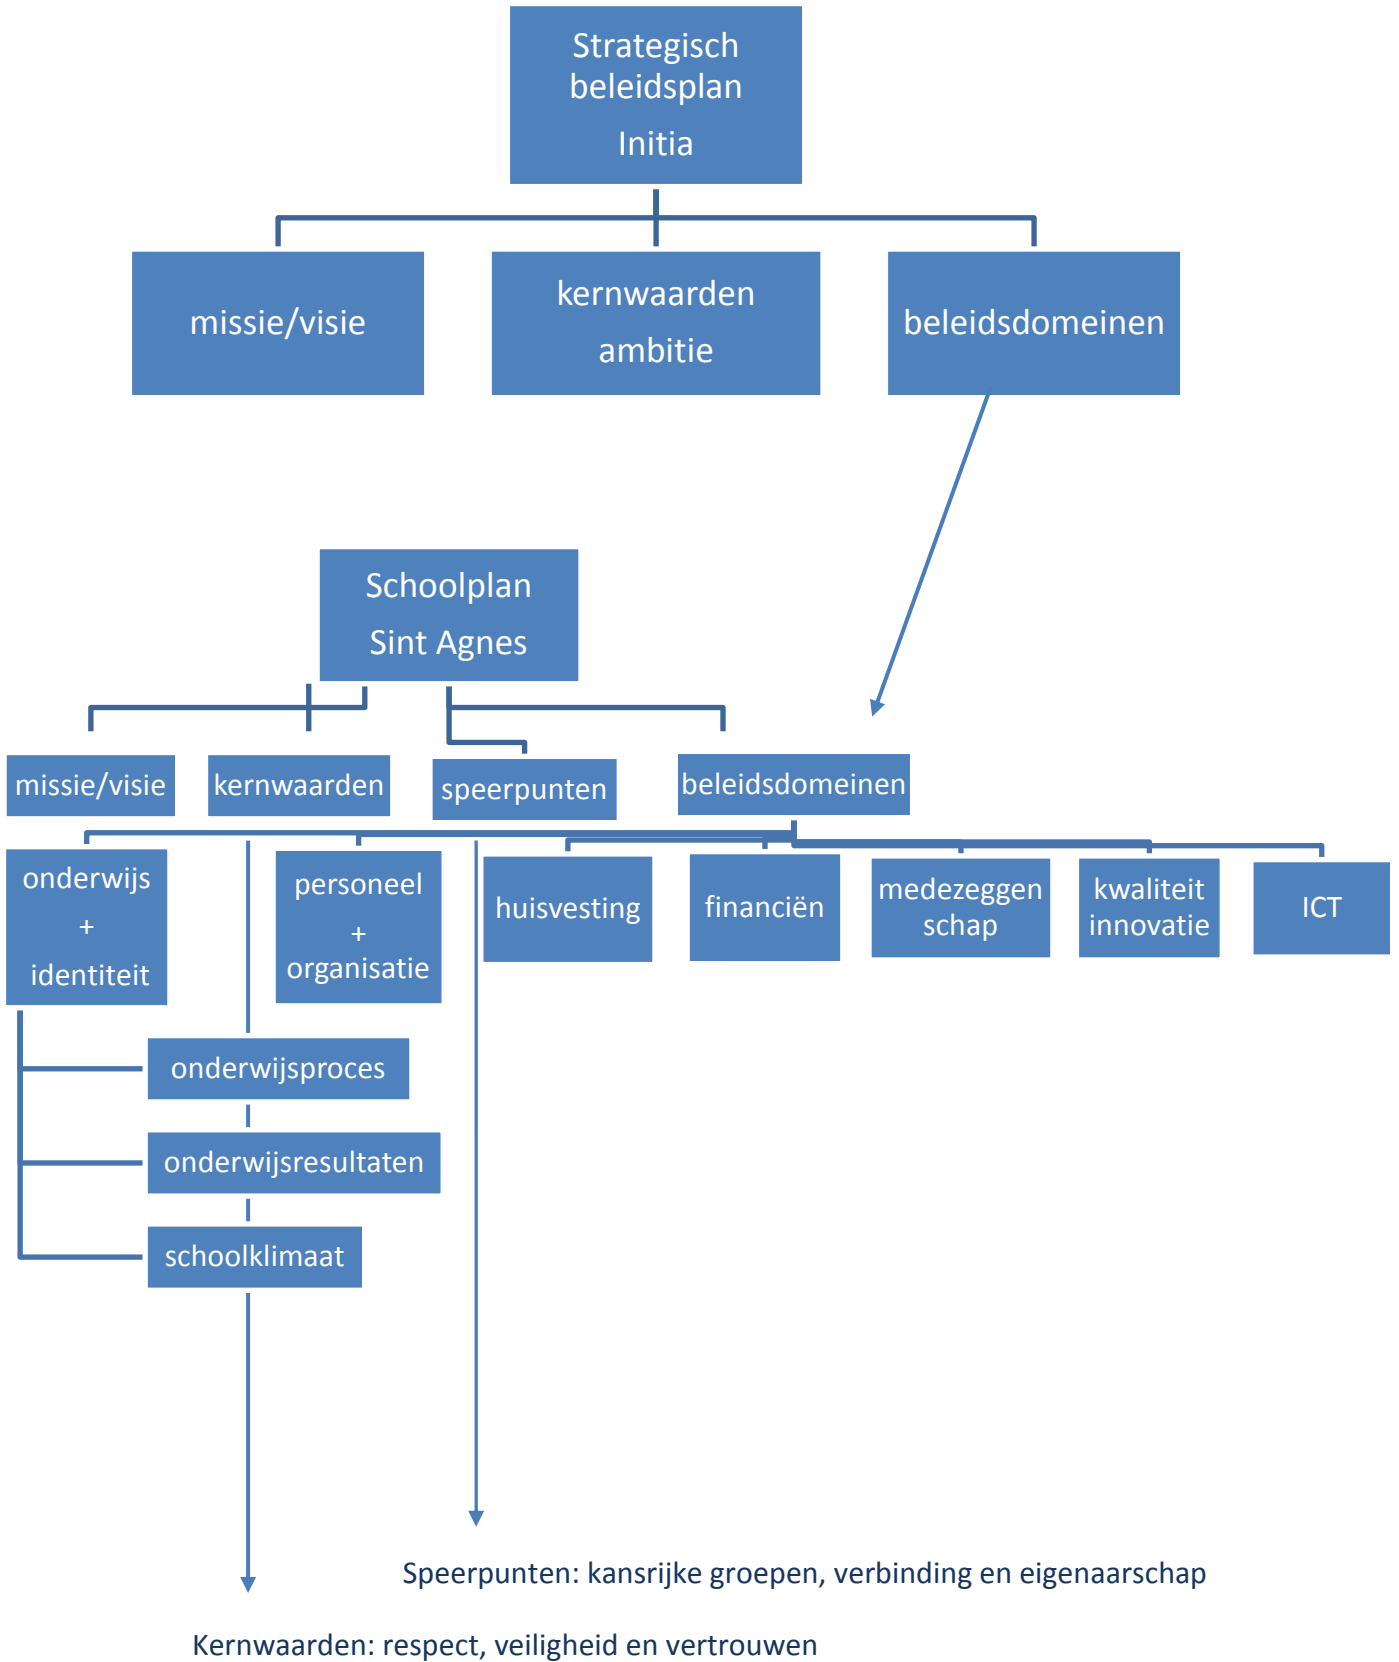 Strategisch
beleidsplan
Initia
missie/visie
kernwaarden
ambitie
beleidsdomeinen
Schoolplan
Sint Agnes
missie/visie
kernwaarden
speerpunten
beleidsdomeinen
onderwijs
+
identiteit
personeel
+
organisatie
huisvesting
financiën
medezeggen
schap
kwaliteit
innovatie
ICT
onderwijsproces
onderwijsresultaten
schoolklimaat
Speerpunten: kansrijke groepen, verbinding en eigenaarschap
Kernwaarden: respect, veiligheid en vertrouwen